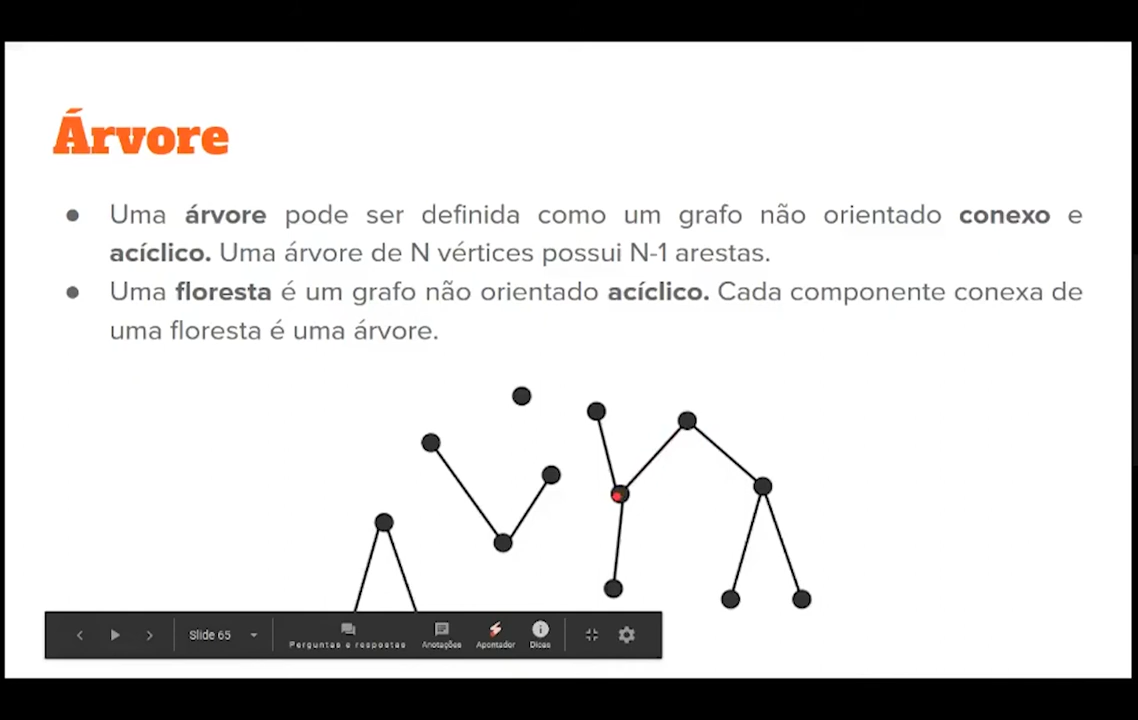 Árvore
● Uma árvore pode ser definida como um grafo não orientado conexo e
acíclico. Uma árvore de N vértices possui N-1 arestas.
● Uma floresta é um grafo não orientado acíclico. Cada componente conexa de
uma floresta é uma árvore.
Slide 65
Perguntas e respostas
Anotações
Apontador
Dicas